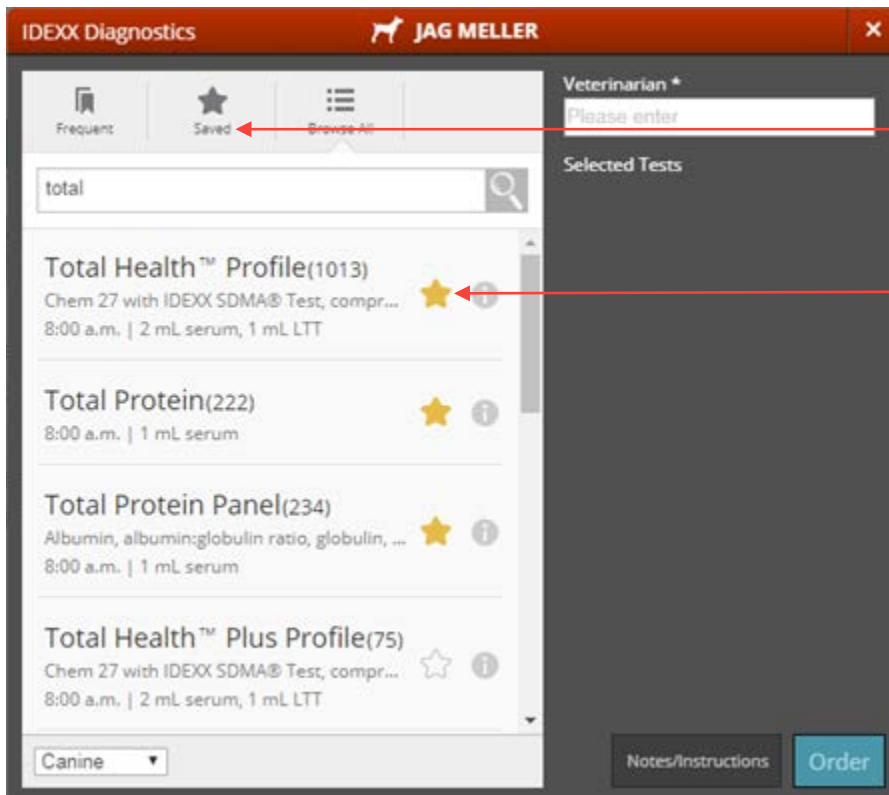 IDEXX Diagnostics
JAG MELLER
×
Frequent
Saved
Browse All
total
Total Health™ Profile(1013)
Chem 27 with IDEXX SDMA® Test, compr...
8:00 a.m. | 2 mL serum, 1 mL LTT
Total Protein(222)
8:00 a.m. | 1 mL serum
Total Protein Panel(234)
Albumin, albumin:globulin ratio, globulin, ...
8:00 a.m. | 1 mL serum
Total Health™ Plus Profile(75)
Chem 27 with IDEXX SDMA® Test, compr...
8:00 a.m. | 2 mL serum, 1 mL LTT
Canine
Veterinarian *
Please enter
Selected Tests
Notes/Instructions
Order